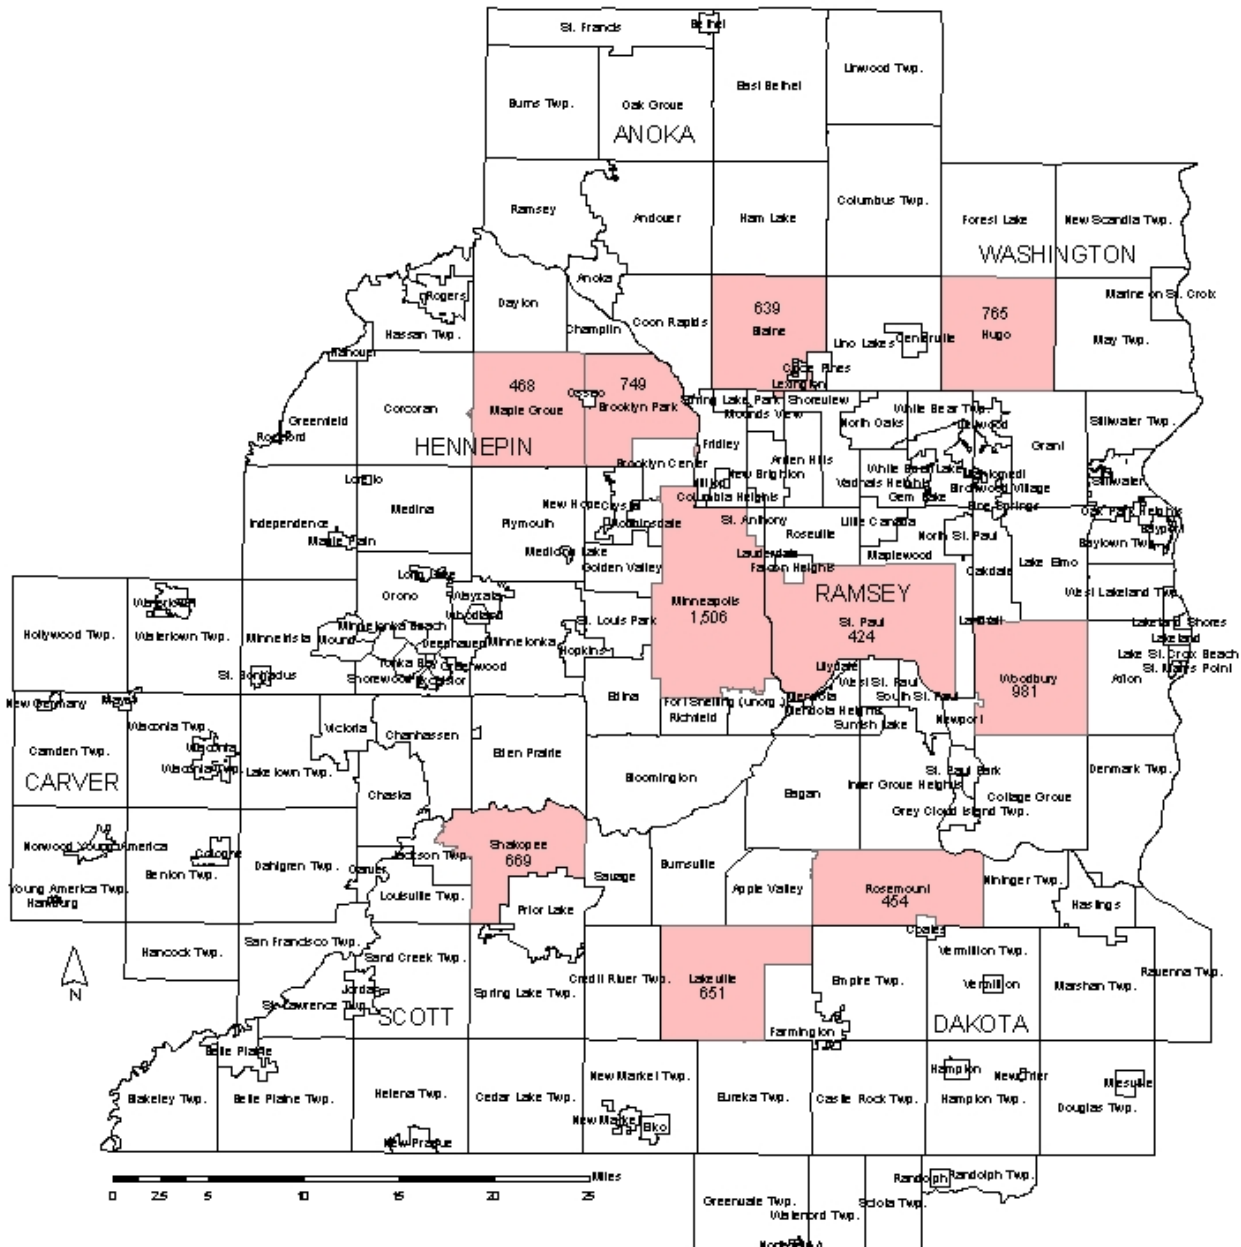 St. Francis
Bethel
Linwood Twp.
East Bethel
Burns Twp.
Oak Grove
ANOKA
Columbus Twp.
Ramsey
Andover
Ham Lake
Forest Lake
New Scandia Twp.
WASHINGTON
Anoka
Rogers
Dayton
Marine on St. Croix
639
765
Hassan Twp.
Champlin
Coon Rapids
Blaine
Lino Lakes
Centerville
Hugo
May Twp.
Hanover
Circle Pines
Lexington
468
749
Osseo
Maple Grove
Brooklyn Park
Corcoran
Greenfield
Rockford
HENNEPIN
Spring Lake Park
Shoreview
Mounds View
White Bear Twp.
North Oaks
Stillwater Twp.
Fridley
Grant
Brooklyn Center
Arden Hills
New Brighton
White Bear Lake
Mahtomedi
Vadnais Heights
Birchwood Village
Gem Lake
Stillwater
Hilltop
Columbia Heights
Loretto
Medina
New Hope
Crystal
Robbinsdale
Pine Springs
Oak Park Heights
Bayport
Independence
Maple Plain
Plymouth
St. Anthony
Roseville
Little Canada
North St. Paul
Baytown Twp.
Medicine Lake
Golden Valley
Lauderdale
Falcon Heights
Maplewood
Oakdale
Lake Elmo
Long Lake
Orono
Wayzata
Woodland
RAMSEY
West Lakeland Twp.
Watertown
Watertown Twp.
Hollywood Twp.
Minnetrista
Mound
Minnetonka Beach
Deephaven
Minnetonka
St. Louis Park
Hopkins
Minneapolis
1,506
St. Paul
424
Landfall
Lakeland Shores
Lakeland
Lake St. Croix Beach
St. Marys Point
Tonka Bay
Greenwood
Shorewood
Excelsior
St. Bonifacius
Lilydale
West St. Paul
South St. Paul
Woodbury
981
Afton
New Germany
Mayer
Edina
Fort Snelling (unorg.)
Richfield
Mendota
Mendota Heights
Sunfish Lake
Newport
Waconia Twp.
Victoria
Chanhassen
Waconia
Waconia Twp.
Camden Twp.
Laketown Twp.
Eden Prairie
Bloomington
CARVER
Chaska
Eagan
Inver Grove Heights
St. Paul Park
Cottage Grove
Grey Cloud Island Twp.
Denmark Twp.
Norwood Young America
Cologne
Benton Twp.
Dahlgren Twp.
Carver
Jackson Twp.
Shakopee
669
Savage
Burnsville
Apple Valley
Rosemount
454
Nininger Twp.
Hastings
Young America Twp.
Hamburg
Louisville Twp.
Prior Lake
Coates
Hancock Twp.
San Francisco Twp.
Sand Creek Twp.
Vermillion Twp.
Ravenna Twp.
N
Jordan
St. Lawrence Twp.
Spring Lake Twp.
Credit River Twp.
Lakeville
651
Empire Twp.
Vermillion
Marshan Twp.
SCOTT
Farmington
DAKOTA
Belle Plaine
Hampton
New Trier
Miesville
Blakeley Twp.
Belle Plaine Twp.
Helena Twp.
Cedar Lake Twp.
New Market Twp.
Eureka Twp.
Castle Rock Twp.
Hampton Twp.
Douglas Twp.
New Market
Elko
New Prague
Miles
0 2.5 5 10 15 20 25
Randolph
Randolph Twp.
Greenvale Twp.
Waterford Twp.
Sciota Twp.